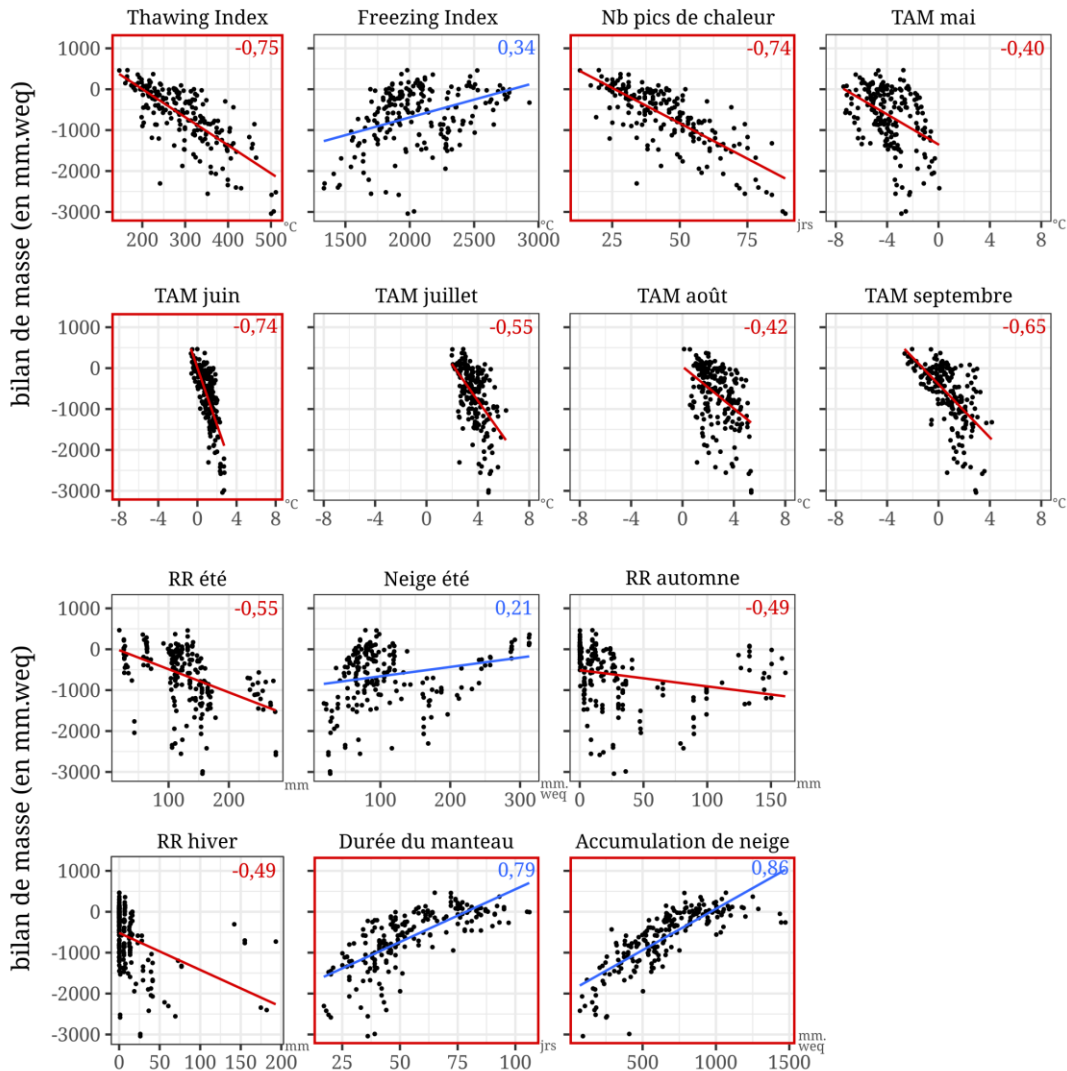 Thawing Index Freezing Index Nb pics de chaleur TAM mai
-0,75 0,34 -0,74 -0,40
1000
0
-1000
-2000
-3000
°C °C jrs °C
200 300 400 500 1500 2000 2500 3000 25 50 75 -8 -4 0 4 8
bilan de masse (en mm.weq)
TAM juin TAM juillet TAM août TAM septembre
-0,74 -0,55 -0,42 -0,65
1000
0
-1000
-2000
-3000
°C °C °C
-8 -4 0 4 8 -8 -4 0 4 8 -8 -4 0 4 8 -8 -4 0 4 8
RR été Neige été RR automne
-0,55 0,21 -0,49
1000
0
-1000
-2000
-3000
mm mm. weq
100 200 100 200 300 0 50 100 150
bilan de masse (en mm.weq)
RR hiver Durée du manteau Accumulation de neige
-0,49 0,79 0,86
1000
0
-1000
-2000
-3000
mm jrs mm. weq
0 50 100 150 200 25 50 75 100 500 1000 1500